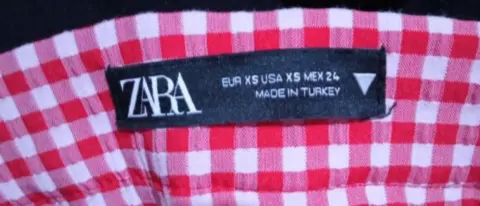 ZARA
EUR XS USA XS MEX 24
MADE IN TURKEY